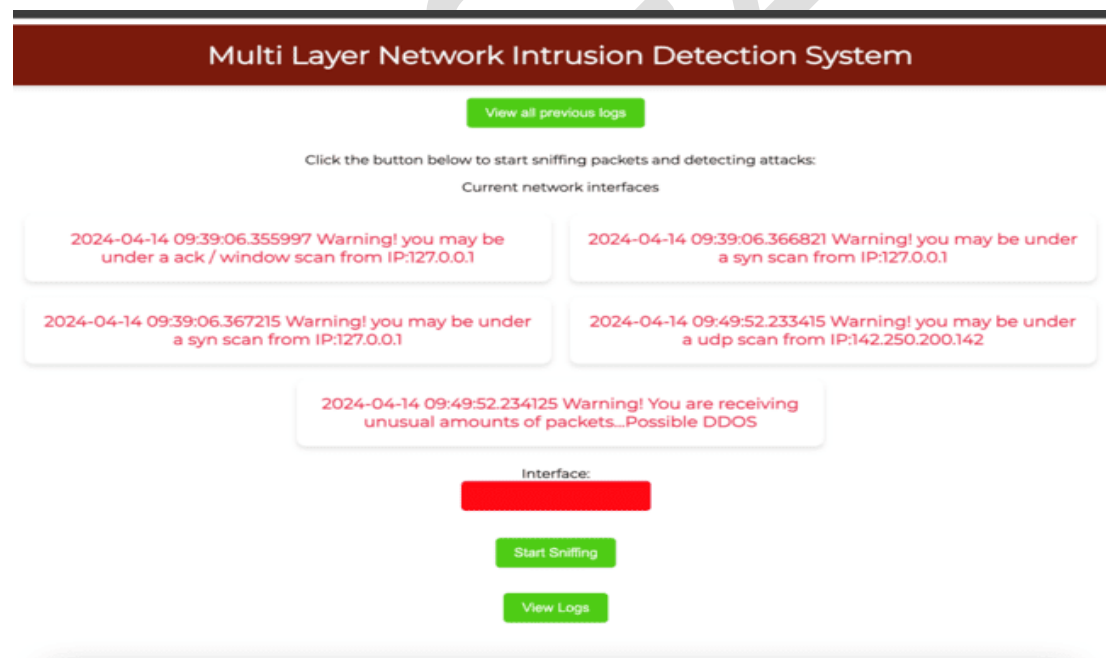 Multi Layer Network Intrusion Detection System
View all previous logs
Click the button below to start sniffing packets and detecting attacks:
Current network interfaces
2024-04-14 09:39:06.355997 Warning! you may be
under a ack / window scan from IP:127.0.0.1
2024-04-14 09:39:06.366821 Warning! you may be under
a syn scan from IP:127.0.0.1
2024-04-14 09:39:06.367215 Warning! you may be under
a syn scan from IP:127.0.0.1
2024-04-14 09:49:52.233415 Warning! you may be under
a udp scan from IP:142.250.200.142
2024-04-14 09:49:52.234125 Warning! You are receiving
unusual amounts of packets...Possible DDOS
Interface:
Start Sniffing
View Logs